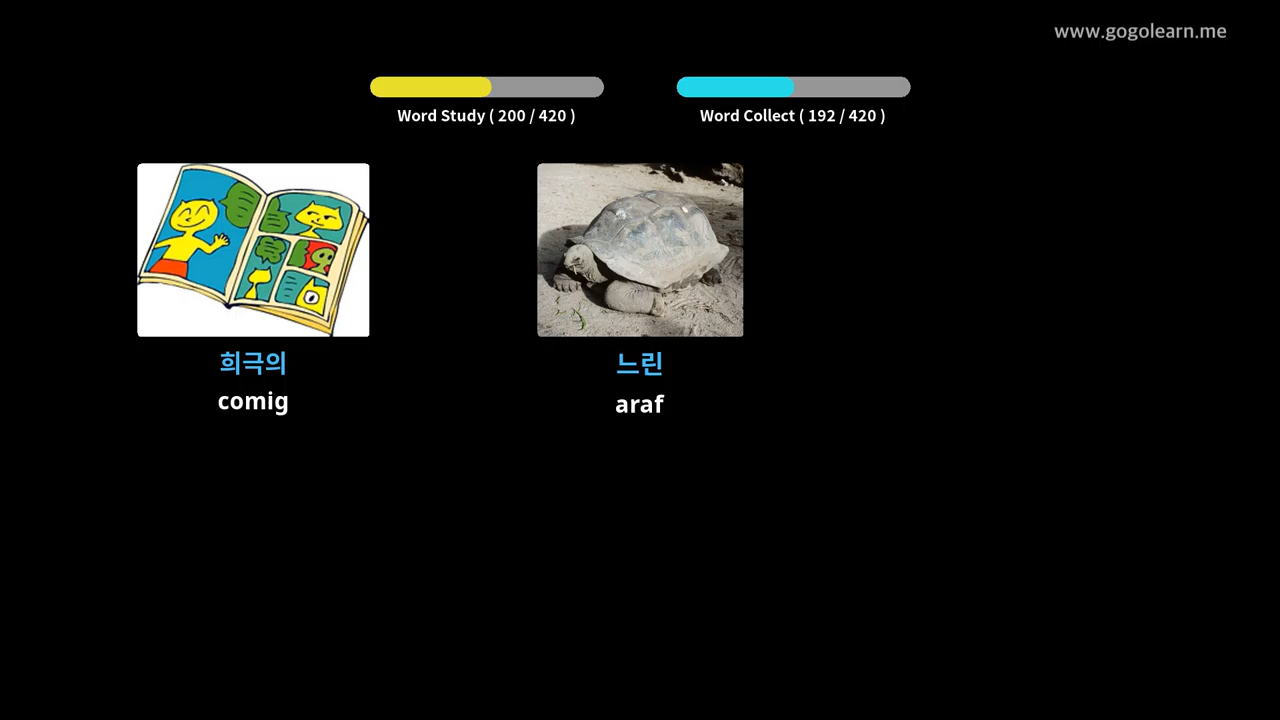 www.gogolearn.me
Word Study ( 200 / 420 )
Word Collect ( 192 / 420 )
희극의
comig
느린
araf